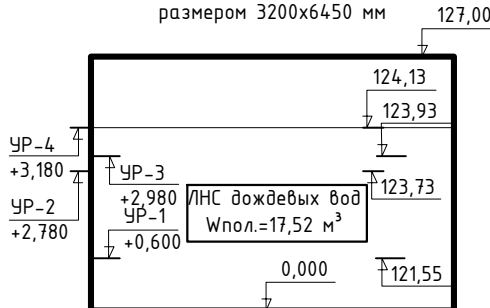 размером 3200х6450 мм
127,00
124,13
123,93
УР-4
+3,180
УР-3
+2,980
123,73
УР-2
+2,780
УР-1
+0,600
ЛНС дождевых вод
Wпол.=17,52 м³
0,000
121,55